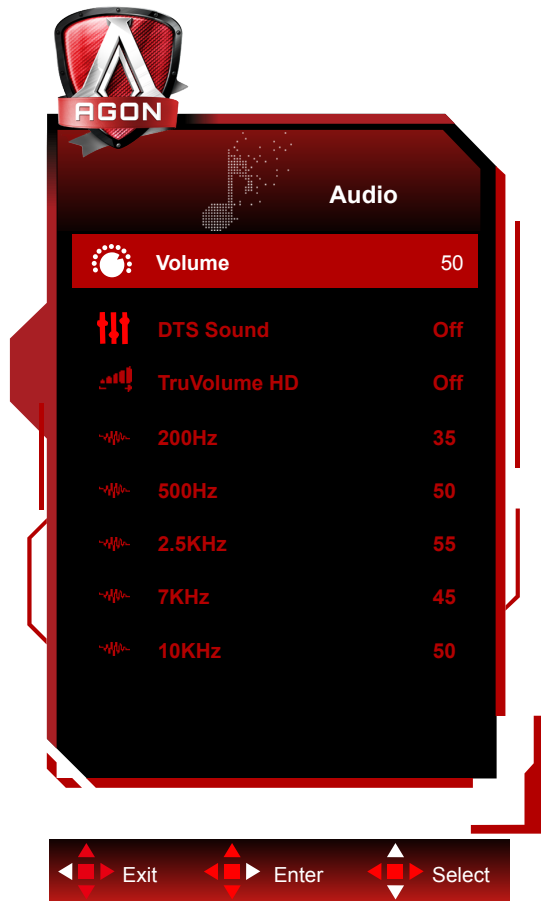 AGON
Audio
Volume 50
DTS Sound Off
TruVolume HD Off
200Hz 35
500Hz 50
2.5KHz 55
7KHz 45
10KHz 50
Exit Enter Select